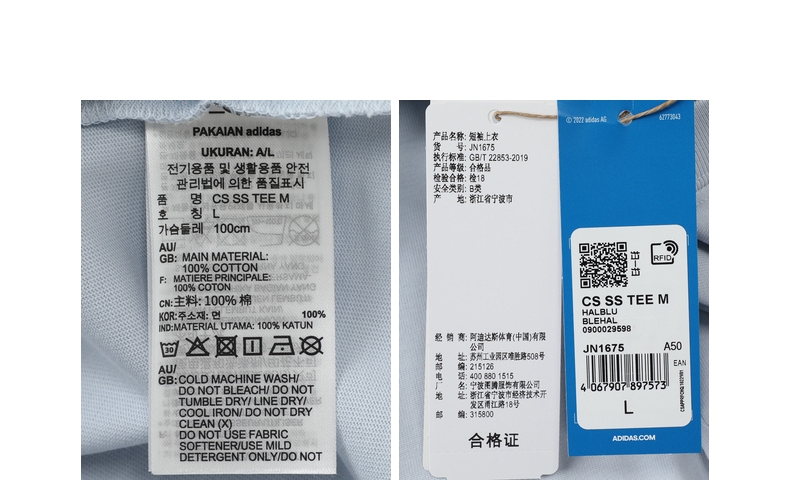 PAKAIAN adidas
UKURAN: A/L
전기용품 및 생활용품 안전
관리법에 의한 품질표시
품 명 CS SS TEE M
호 칭 L
가슴둘레 100cm
AU/
GB: MAIN MATERIAL:
100% COTTON
F: MATIERE PRINCIPALE:
100% COTON
CN:主料: 100% 棉
KOR:주소재: 면 100%
IND:MATERIAL UTAMA: 100% KATUN
30
AU/
GB:COLD MACHINE WASH/
DO NOT BLEACH/ DO NOT
TUMBLE DRY/ LINE DRY/
COOL IRON/ DO NOT DRY
CLEAN (X)
DO NOT USE FABRIC
SOFTENER/USE MILD
DETERGENT ONLY/DO NOT
产品名称: 短袖上衣
货 号: JN1675
执行标准: GB/T 22853-2019
产品等级: 合格品
检验合格: 检18
安全类别: B类
产 地: 浙江省宁波市
经 销 商: 阿迪达斯体育(中国)有限
公司
地 址: 苏州工业园区唯胜路508号
邮 编: 215126
电 话: 400 880 1515
厂 名: 宁波图腾服饰有限公司
地 址: 浙江省宁波市经济技术开
发区甬江路18号
邮 编: 315800
合格证
© 2022 adidas AG
62773043
RFID
CS SS TEE M
HALBLU
BLEHAL
0900029598
JN1675 A50
EAN
4 067907 897573
L
ADIDAS.COM